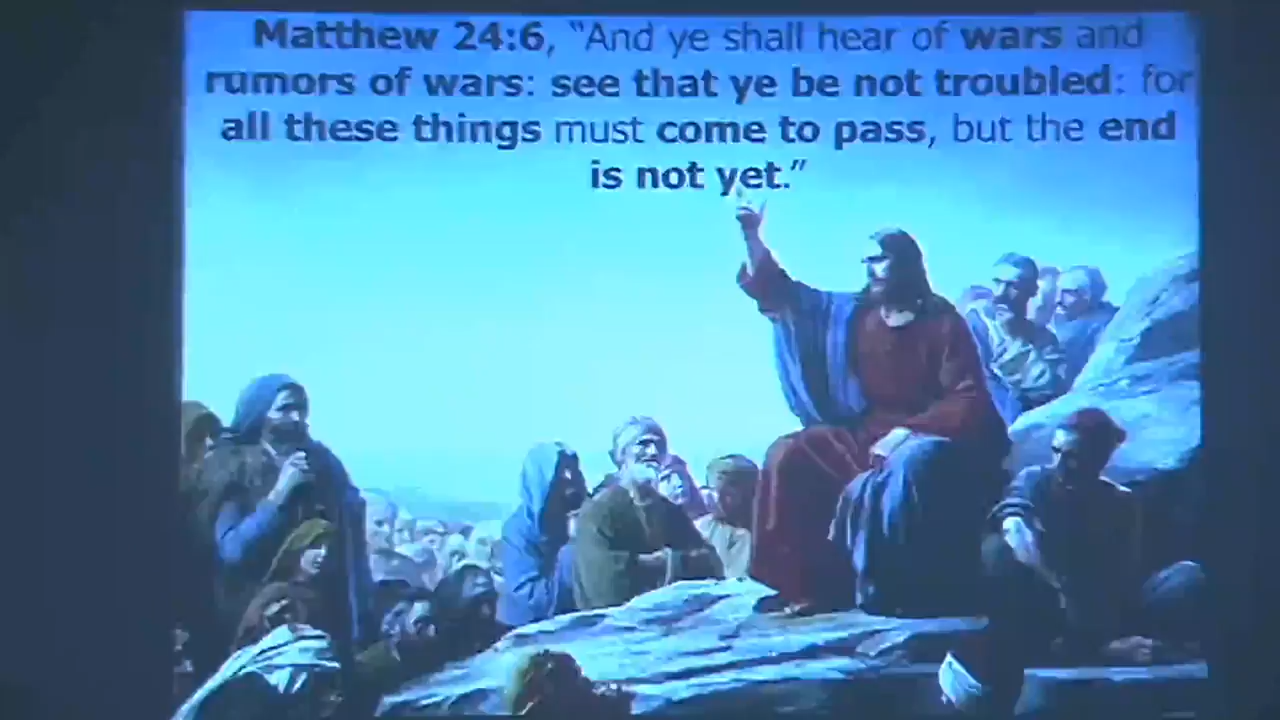 Matthew 24:6, “And ye shall hear of wars and
rumors of wars: see that ye be not troubled: for
all these things must come to pass, but the end
is not yet.”